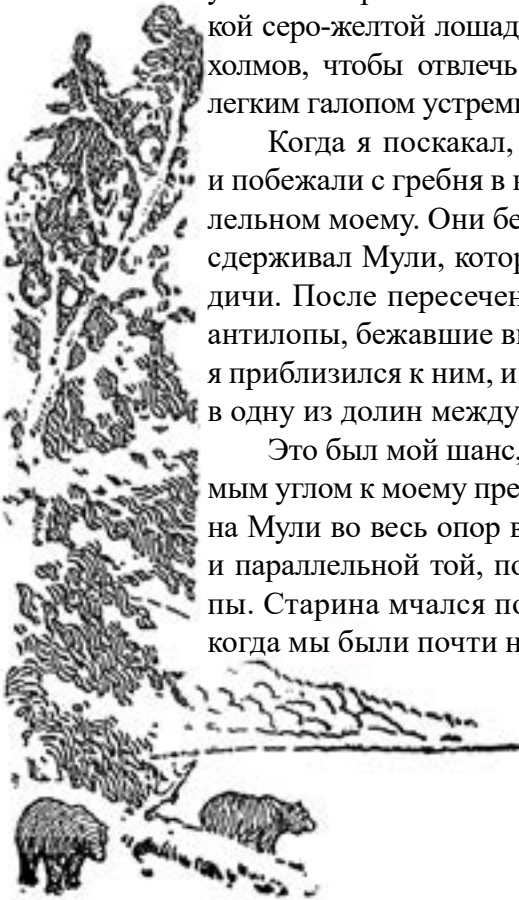 кой серо-желтой лошад
холмов, чтобы отвлечь
легким галопом устреми
Когда я поскакал,
и побежали с гребня в н
лельном моему. Они бе
сдерживал Мули, котор
дичи. После пересечен
антилопы, бежавшие вп
я приблизился к ним, и
в одну из долин между
Это был мой шанс,
мым углом к моему пре
на Мули во весь опор в
и параллельной той, по
пы. Старина мчался по
когда мы были почти н